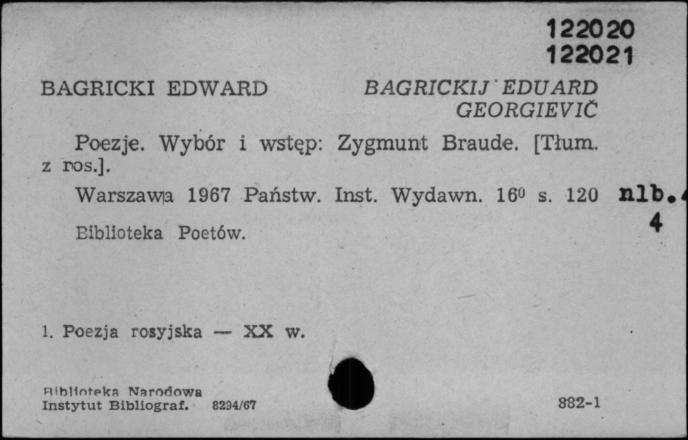 122020
122021
BAGRICKI EDWARD BAGRICKIJ EDUARD
GEORGIEVIČ
Poezje. Wybór i wstęp: Zygmunt Braude. [Tłum.
z ros.].
Warszawa 1967 Państw. Inst. Wydawn. 16⁰ s. 120 nlb.
4
Biblioteka Poetów.
1. Poezja rosyjska — XX w.
Biblioteka Narodowa
Instytut Bibliograf. 8294/67 882-1